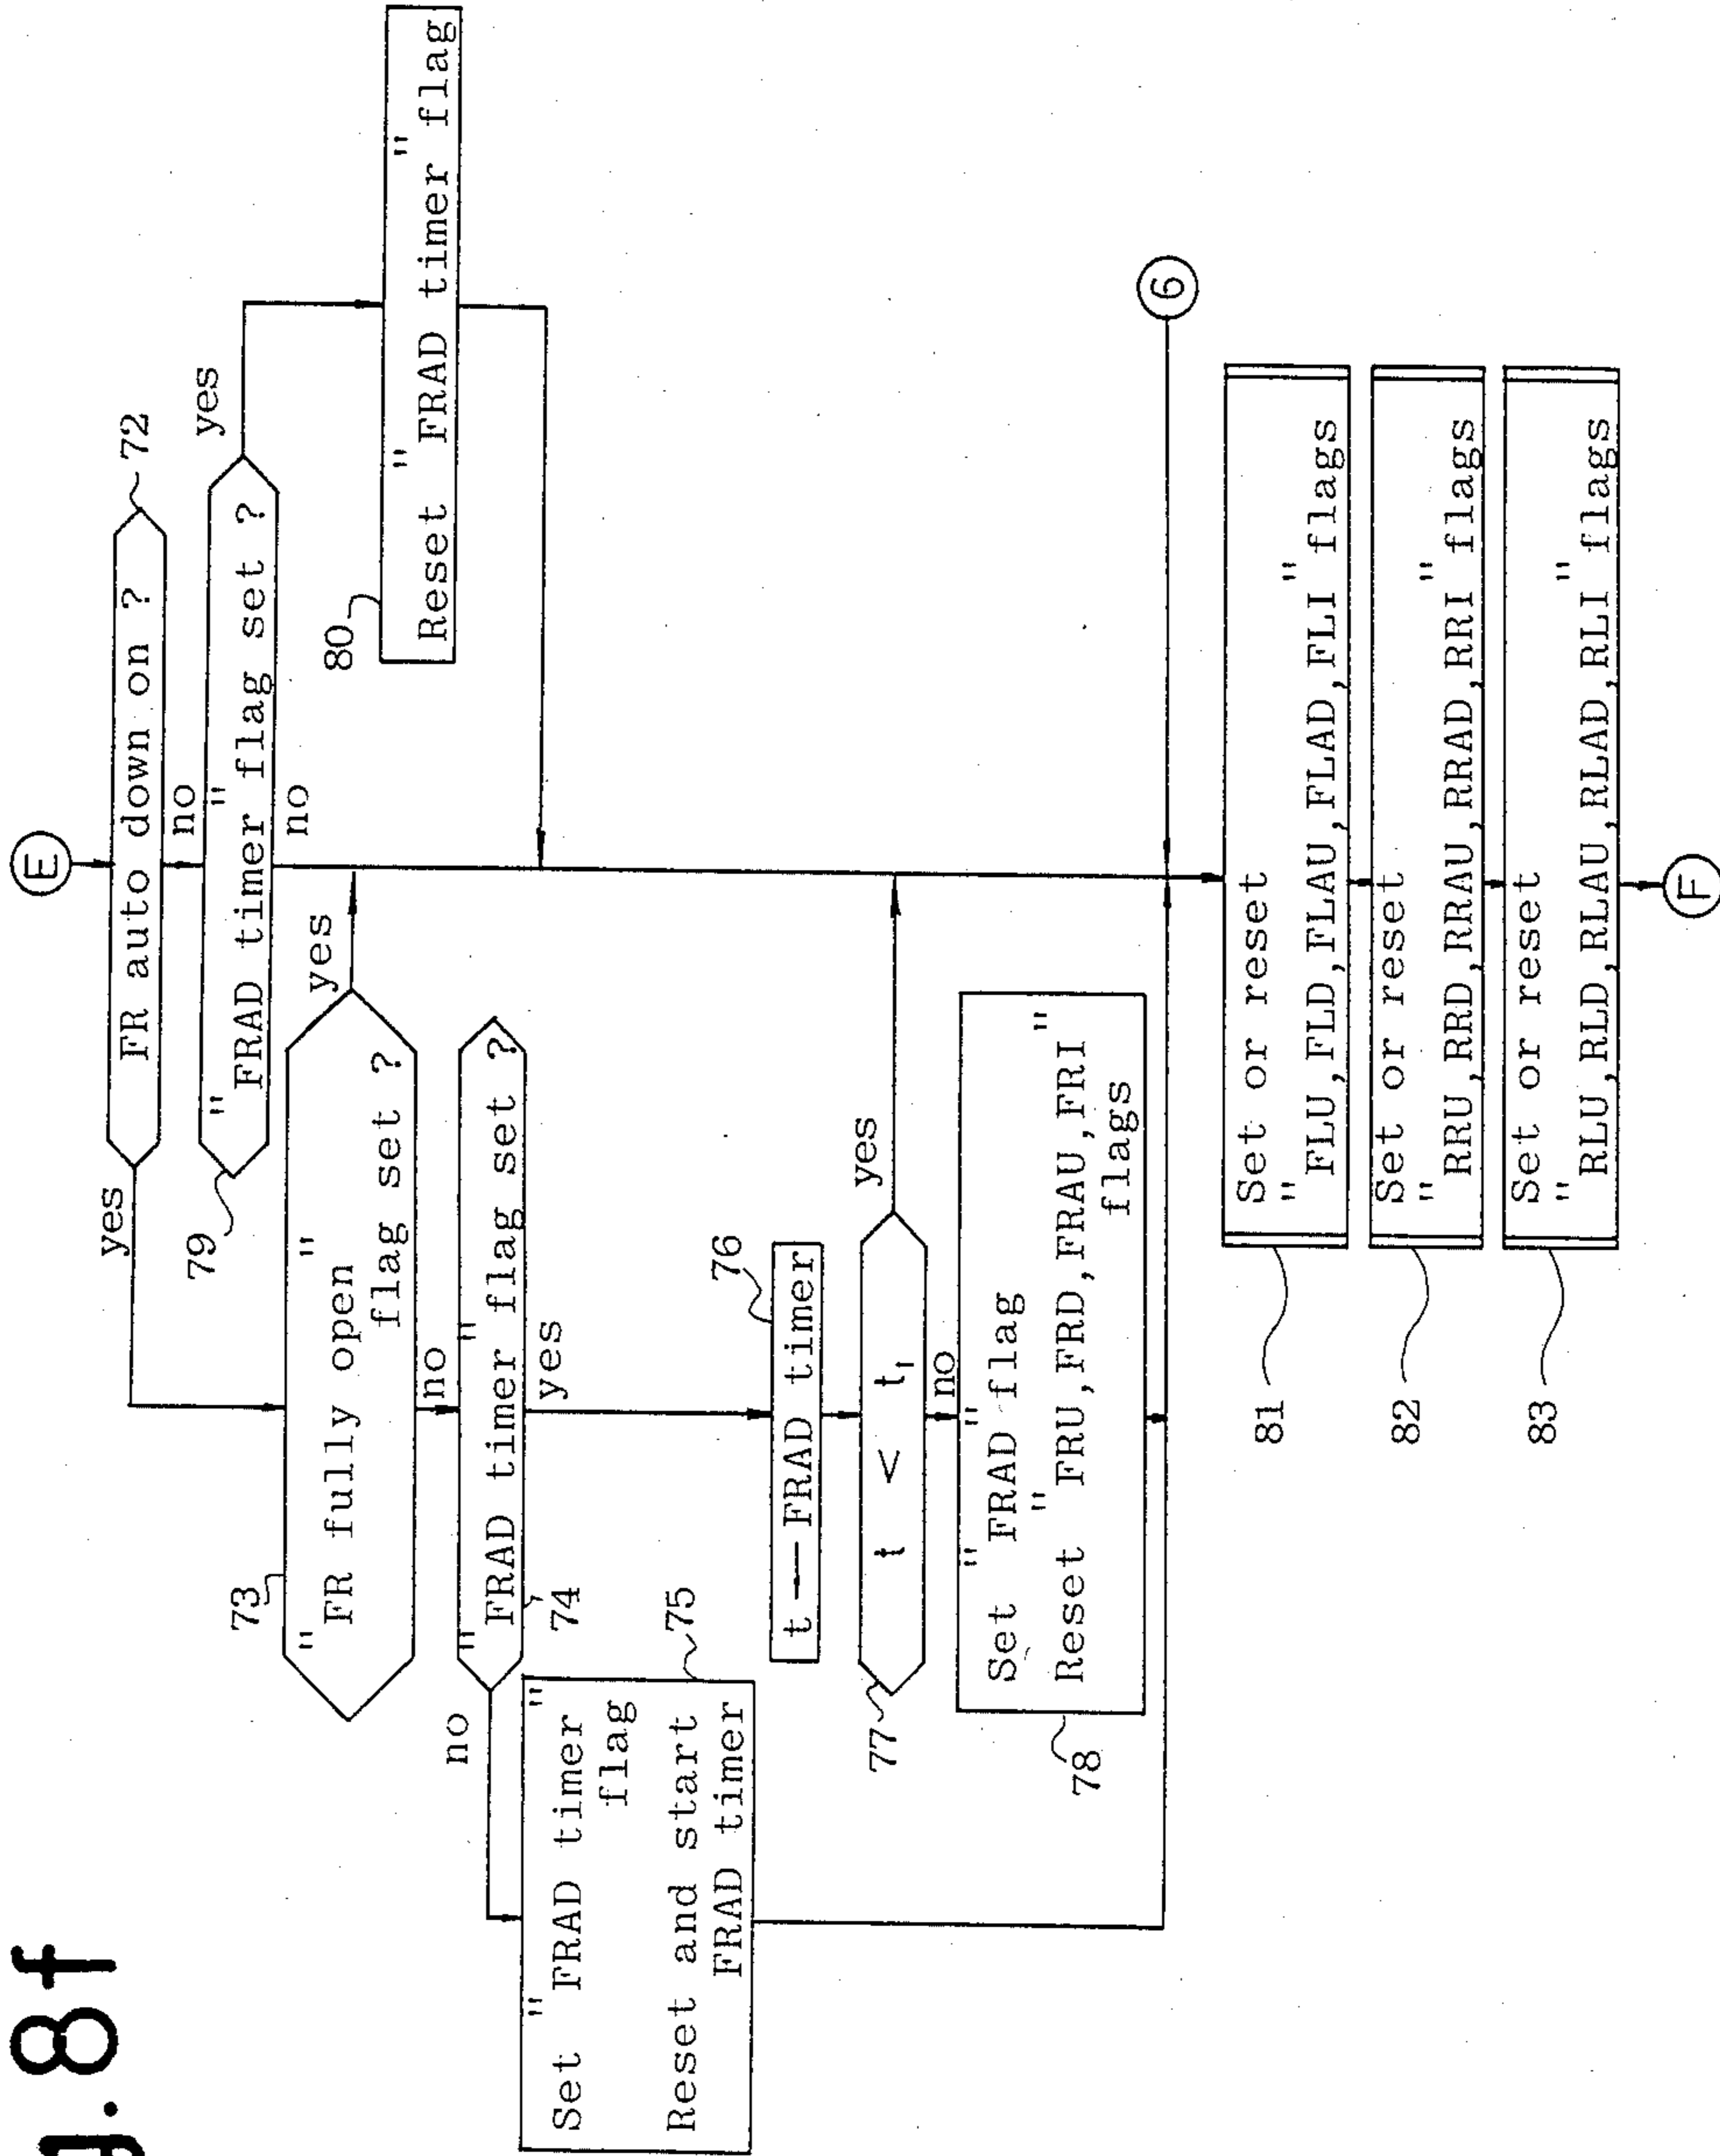 g.8f
E
FR auto down on ?
72
yes
no
"FRAD timer" flag set ?
79
yes
no
80
Reset "FRAD timer" flag
73
"FR fully open"
flag set ?
yes
no
"FRAD timer" flag set ?
74
no
yes
75
Set "FRAD timer"
flag
Reset and start
FRAD timer
76
t ← FRAD timer
77
t < t₁
yes
no
78
Set "FRAD" flag
Reset "FRU,FRD,FRAU,FRI"
flags
6
81
Set or reset
"FLU,FLD,FLAU,FLAD,FLI" flags
82
Set or reset
"RRU,RRD,RRAU,RRAD,RRI" flags
83
Set or reset
"RLU,RLD,RLAU,RLAD,RLI" flags
F